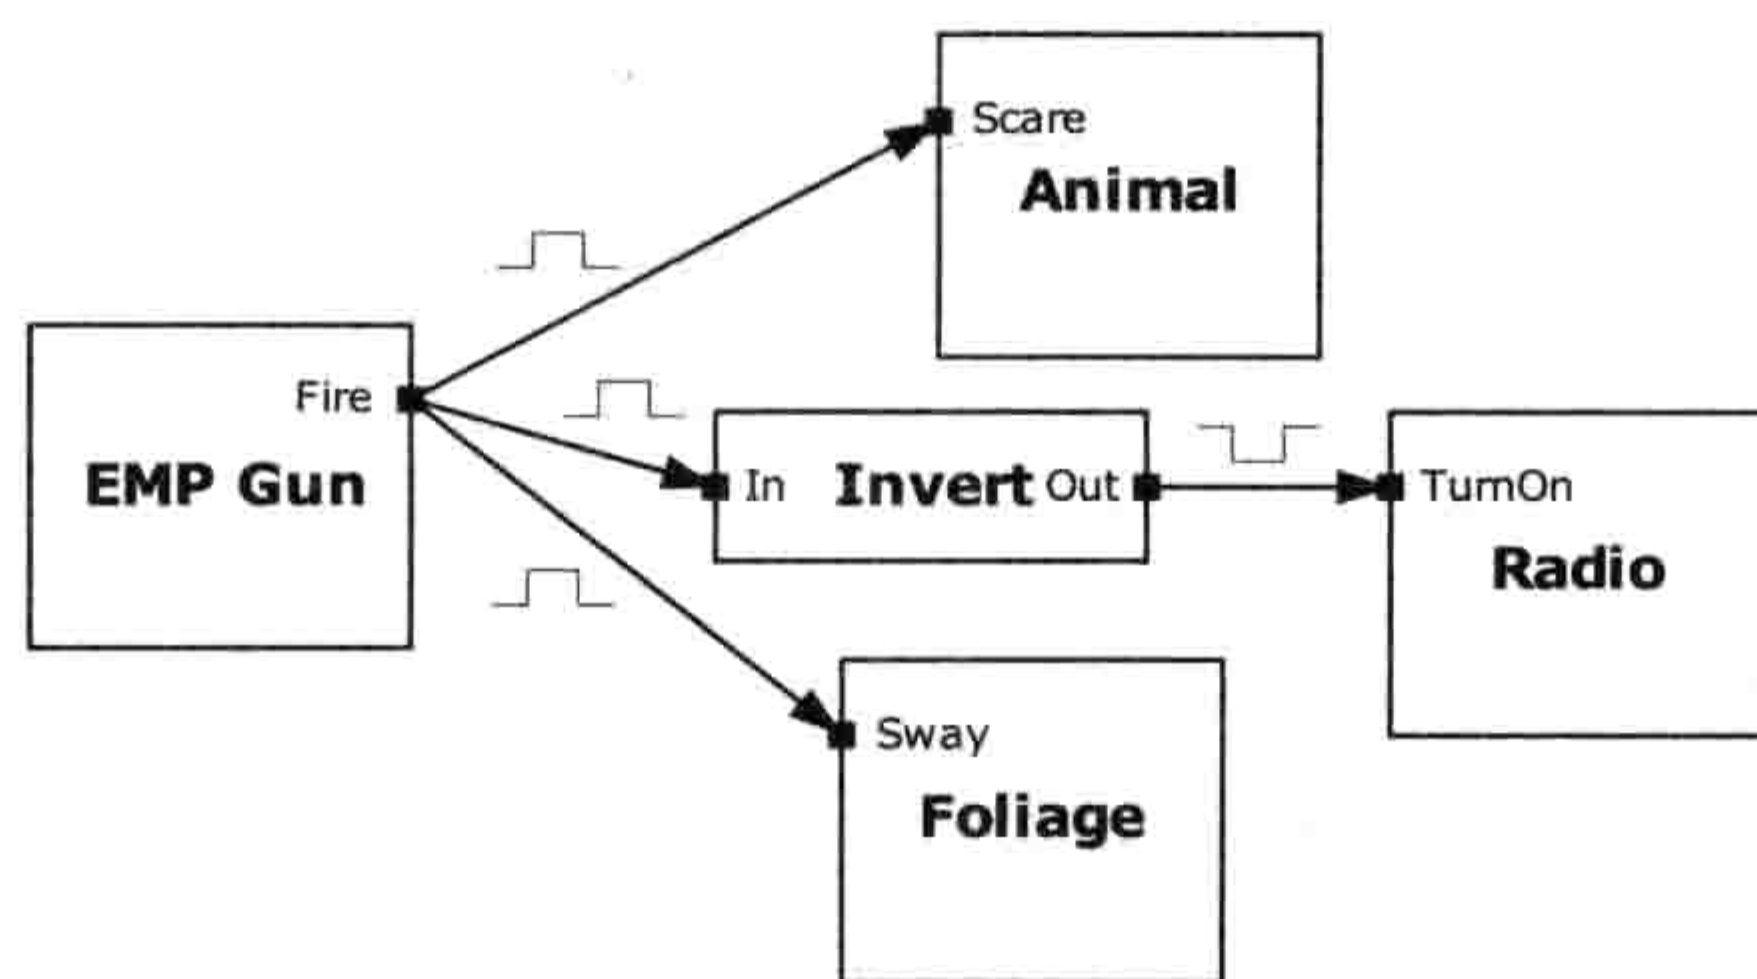 Scare
Animal
Fire
EMP Gun
In Invert Out
TurnOn
Radio
Sway
Foliage